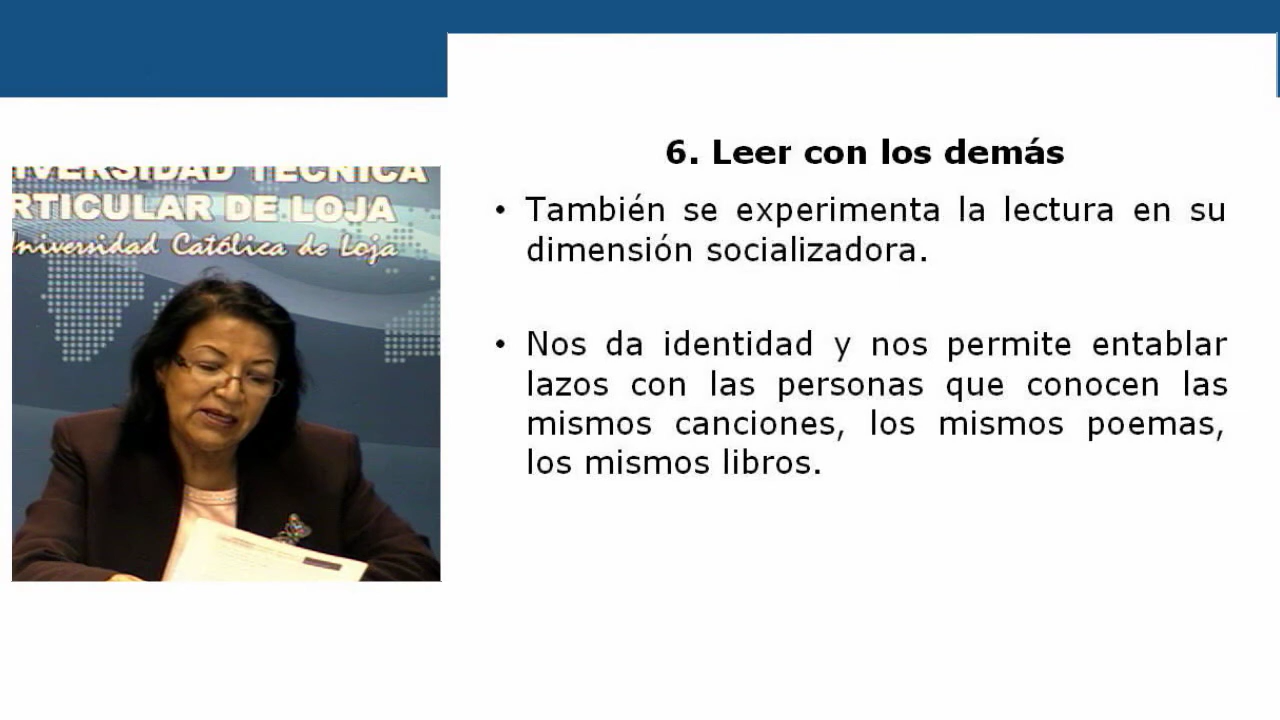 6. Leer con los demás
• También se experimenta la lectura en su
dimensión socializadora.
• Nos da identidad y nos permite entablar
lazos con las personas que conocen las
mismos canciones, los mismos poemas,
los mismos libros.
IVERSIDAD TECNICA
RTICULAR DE LOJA
Universidad Católica de Loja